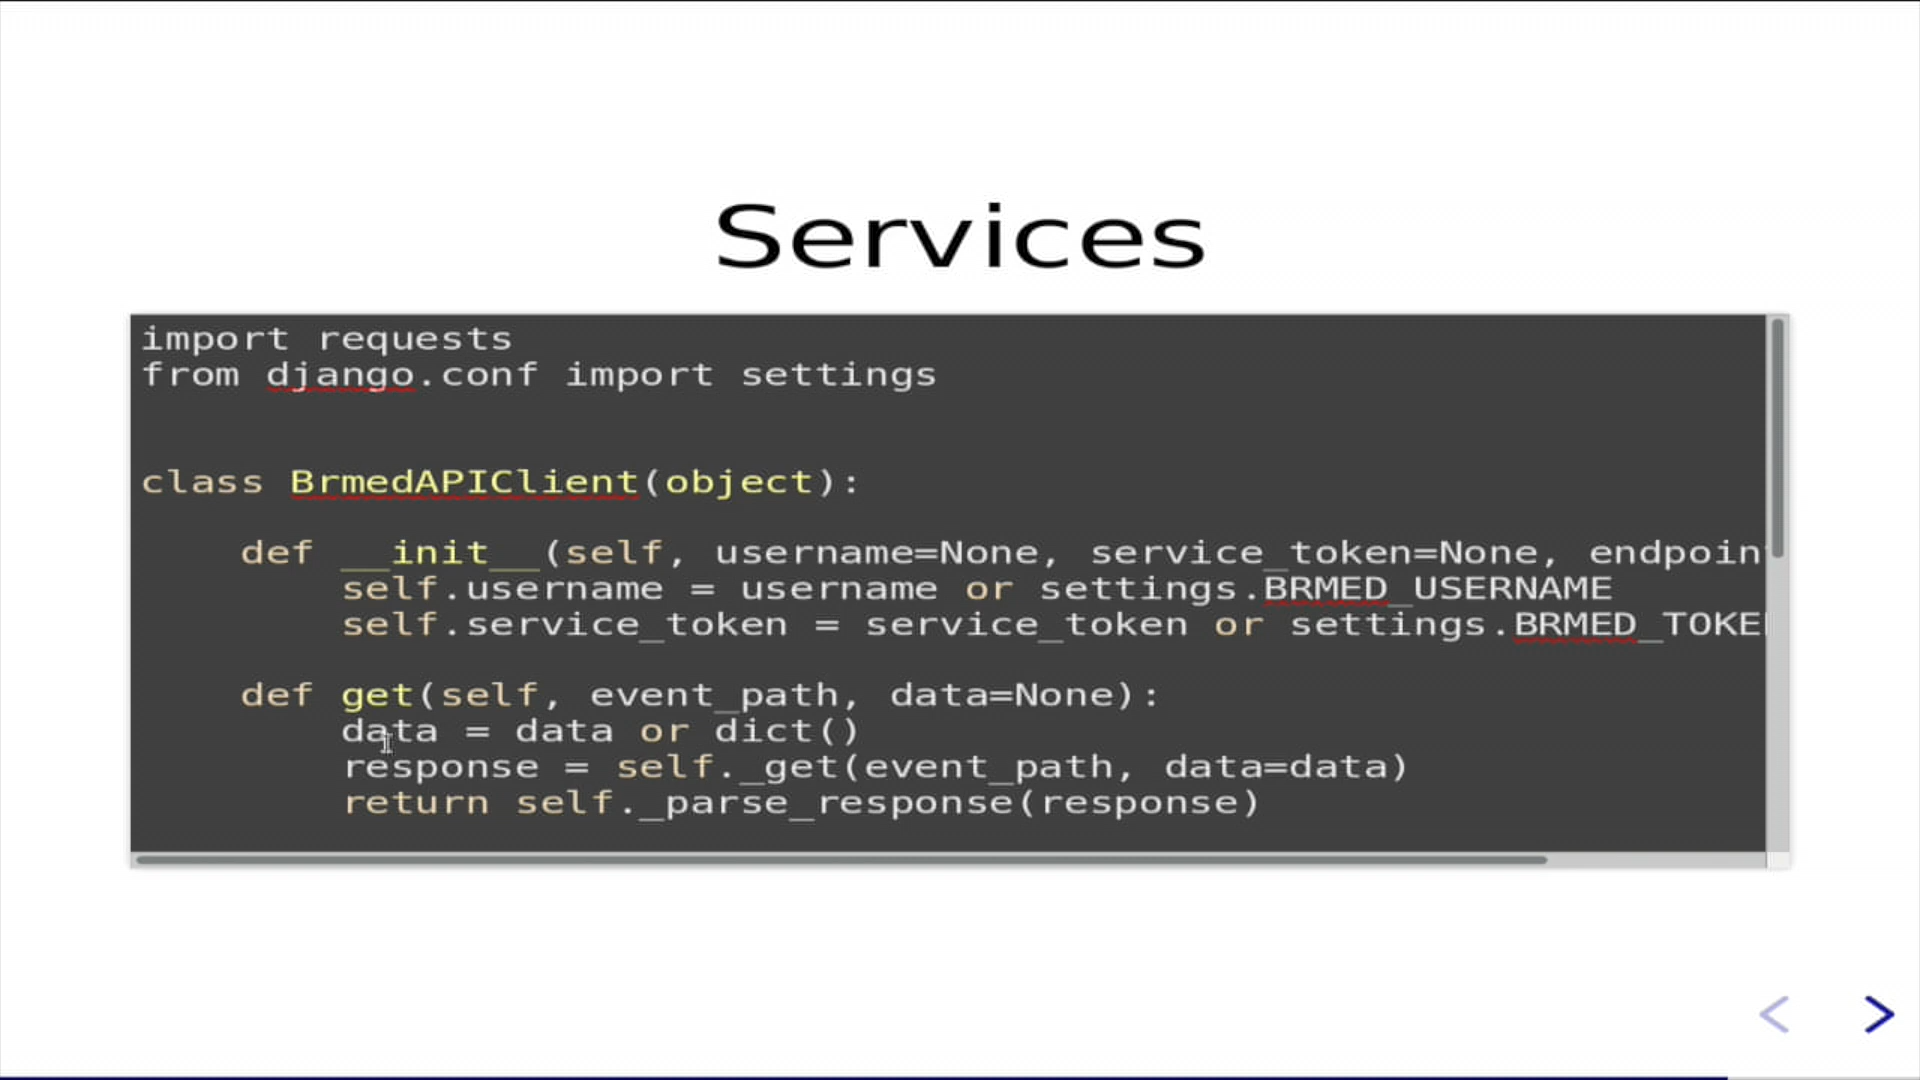 Services
import requests
from django.conf import settings
class BrmedAPIClient(object):
def __init__(self, username=None, service_token=None, endpoin
self.username = username or settings.BRMED_USERNAME
self.service_token = service_token or settings.BRMED_TOKE
def get(self, event_path, data=None):
data = data or dict()
response = self._get(event_path, data=data)
return self._parse_response(response)